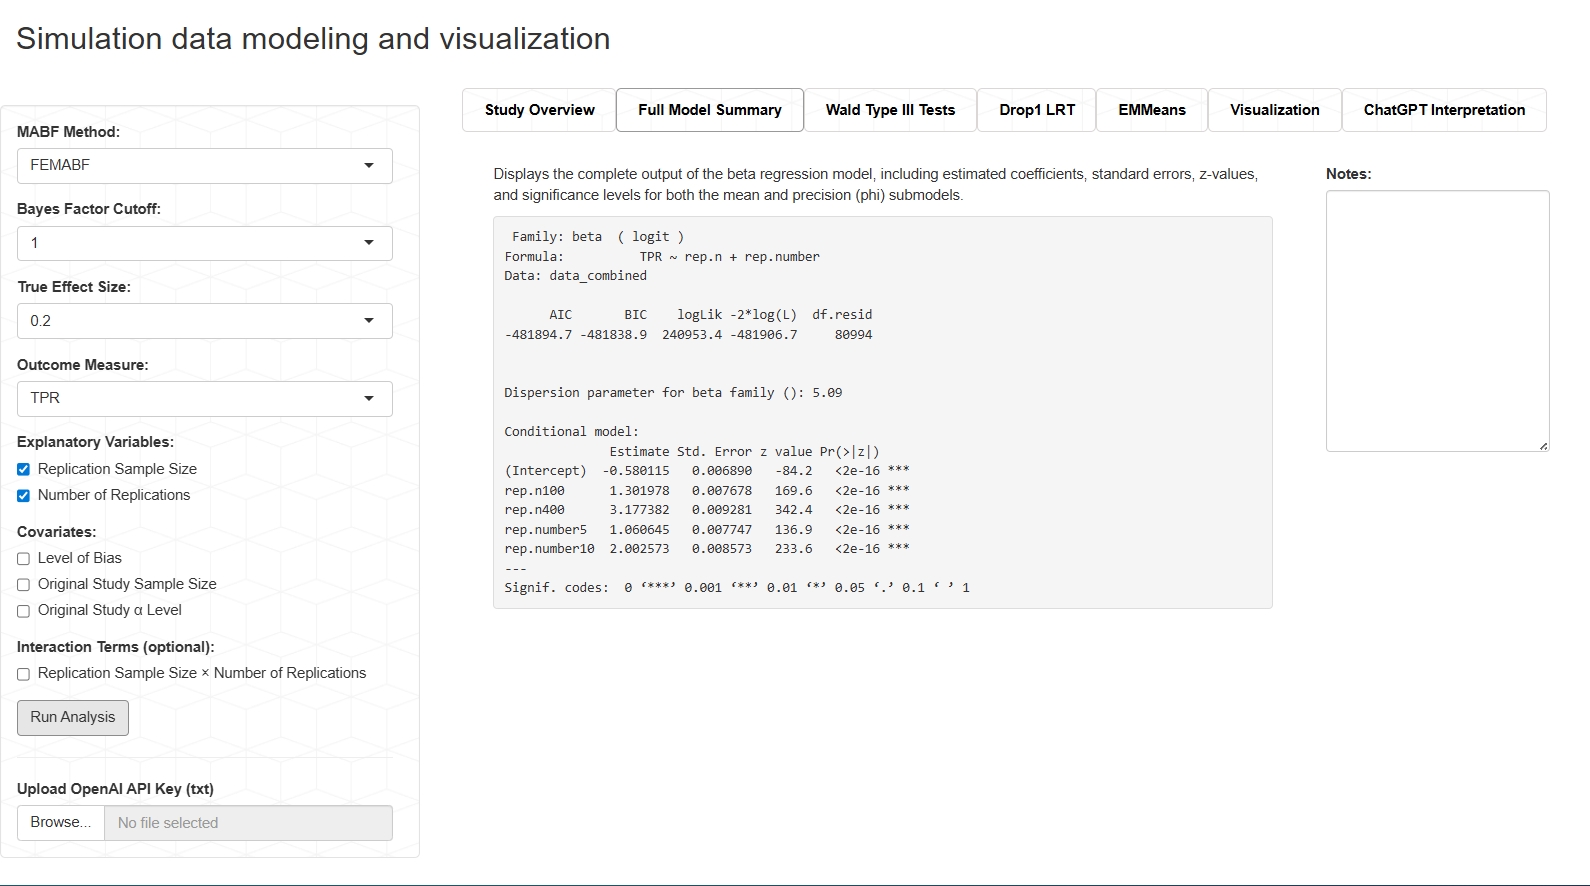 Simulation data modeling and visualization
MABF Method:
FEMABF
Bayes Factor Cutoff:
1
True Effect Size:
0.2
Outcome Measure:
TPR
Explanatory Variables:
Replication Sample Size
Number of Replications
Covariates:
Level of Bias
Original Study Sample Size
Original Study α Level
Interaction Terms (optional):
Replication Sample Size × Number of Replications
Run Analysis
Upload OpenAI API Key (txt)
Browse... No file selected
Study Overview Full Model Summary Wald Type III Tests Drop1 LRT EMMeans Visualization ChatGPT Interpretation
Displays the complete output of the beta regression model, including estimated coefficients, standard errors, z-values,
and significance levels for both the mean and precision (phi) submodels.
Family: beta  ( logit )
Formula:          TPR ~ rep.n + rep.number
Data: data_combined
      AIC       BIC    logLik -2*log(L)  df.resid
-481894.7 -481838.9  240953.4 -481906.7     80994
Dispersion parameter for beta family (): 5.09
Conditional model:
              Estimate Std. Error z value Pr(>|z|)
(Intercept)  -0.580115   0.006890   -84.2   <2e-16 ***
rep.n100      1.301978   0.007678   169.6   <2e-16 ***
rep.n400      3.177382   0.009281   342.4   <2e-16 ***
rep.number5   1.060645   0.007747   136.9   <2e-16 ***
rep.number10  2.002573   0.008573   233.6   <2e-16 ***
---
Signif. codes:  0 ‘***’ 0.001 ‘**’ 0.01 ‘*’ 0.05 ‘.’ 0.1 ‘ ’ 1
Notes: